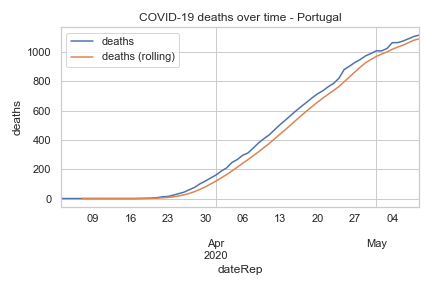 COVID-19 deaths over time - Portugal
deaths
deaths (rolling)
1000
800
600
400
200
0
deaths
09 16 23 30 06 13 20 27 04
Apr May
2020
dateRep